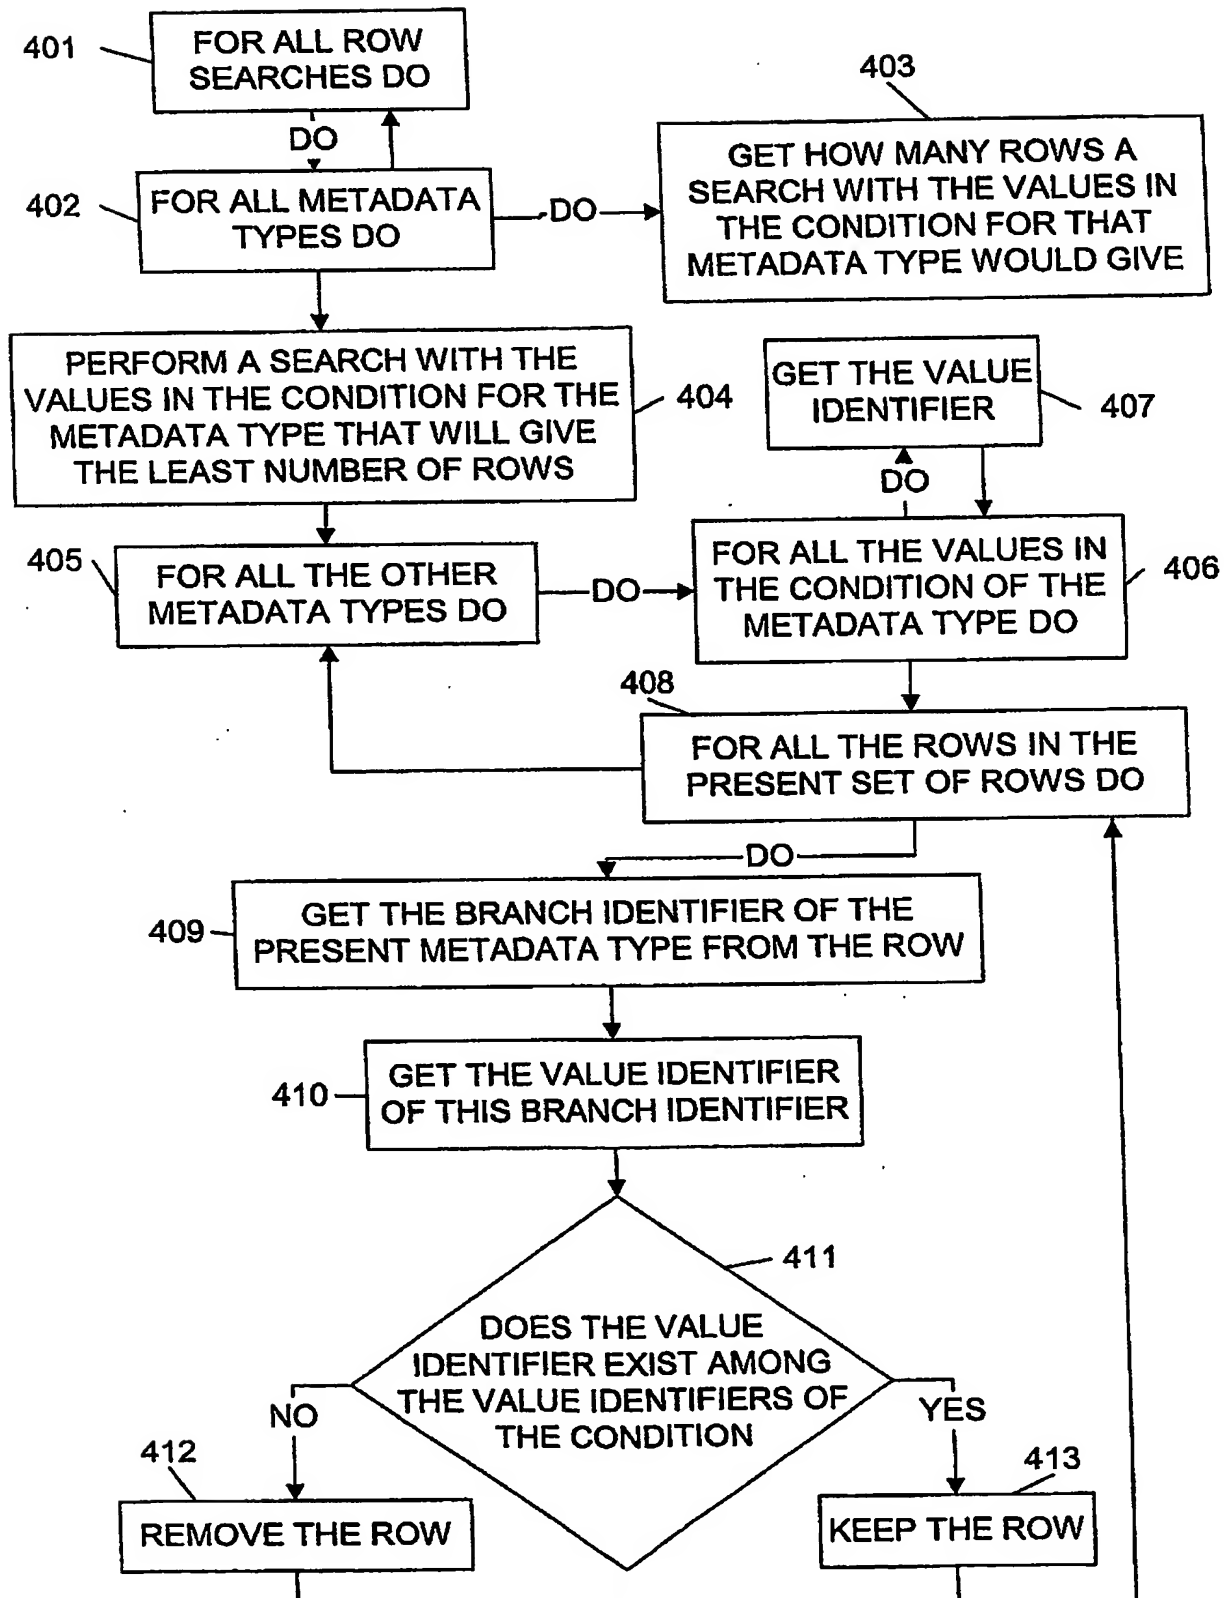 401
FOR ALL ROW
SEARCHES DO
DO
402
FOR ALL METADATA
TYPES DO
DO
403
GET HOW MANY ROWS A
SEARCH WITH THE VALUES IN
THE CONDITION FOR THAT
METADATA TYPE WOULD GIVE
PERFORM A SEARCH WITH THE
VALUES IN THE CONDITION FOR THE
METADATA TYPE THAT WILL GIVE
THE LEAST NUMBER OF ROWS
404
GET THE VALUE
IDENTIFIER
407
DO
405
FOR ALL THE OTHER
METADATA TYPES DO
DO
FOR ALL THE VALUES IN
THE CONDITION OF THE
METADATA TYPE DO
406
408
FOR ALL THE ROWS IN THE
PRESENT SET OF ROWS DO
DO
409
GET THE BRANCH IDENTIFIER OF THE
PRESENT METADATA TYPE FROM THE ROW
410
GET THE VALUE IDENTIFIER
OF THIS BRANCH IDENTIFIER
411
DOES THE VALUE
IDENTIFIER EXIST AMONG
THE VALUE IDENTIFIERS OF
THE CONDITION
NO
YES
412
REMOVE THE ROW
413
KEEP THE ROW